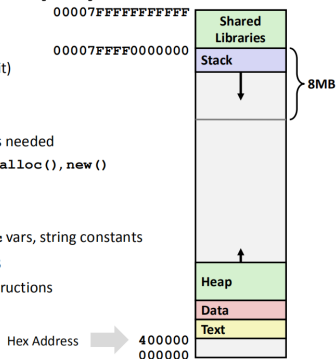 00007FFFFFFFFFFF
Shared
Libraries
00007FFFF0000000
Stack
it)
8MB
needed
alloc(), new()
vars, string constants
Heap
ructions
Data
Text
Hex Address
400000
000000